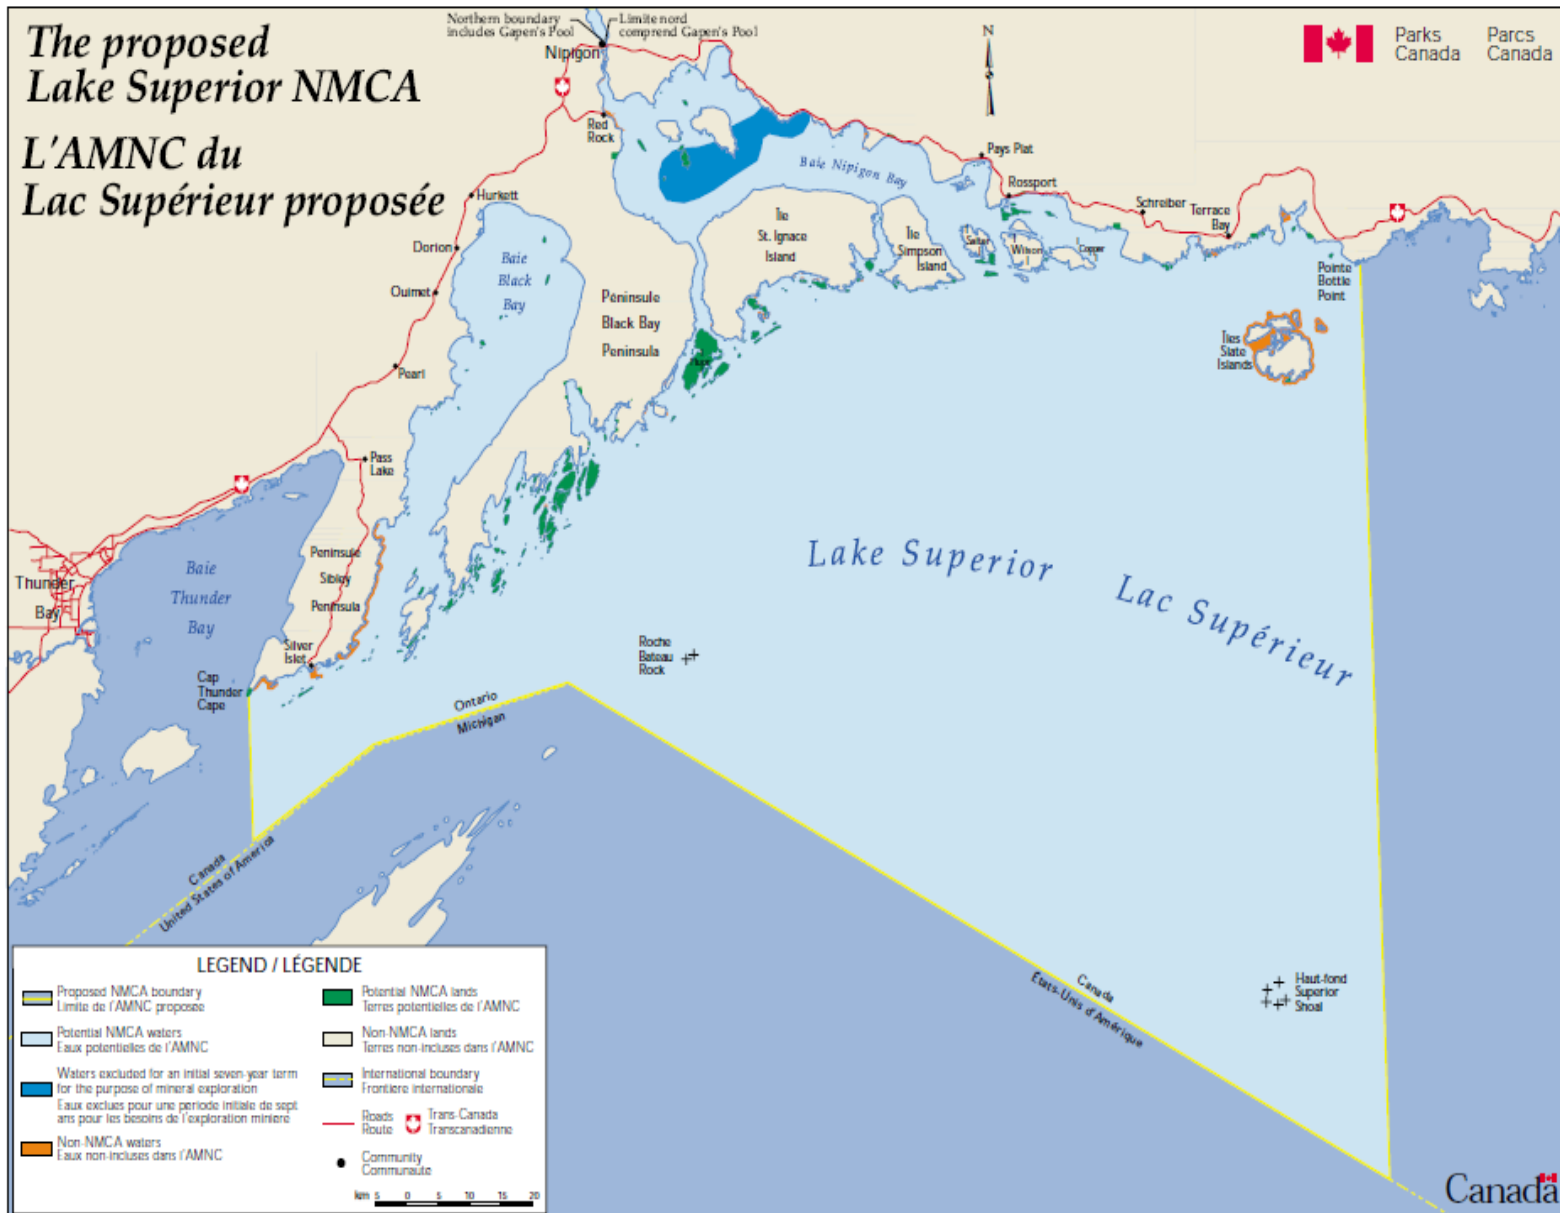 The proposed
Lake Superior NMCA
L'AMNC du
Lac Supérieur proposée
Northern boundary
includes Gapen's Pool
Limite nord
comprend Gapen's Pool
Nipigon
N
Parks
Canada
Parcs
Canada
Red
Rock
Pays Plat
Baie Nipigon Bay
Rossport
Hurkett
Schreiber
Terrace
Bay
Dorion
Baie
Black
Bay
Île
St. Ignace
Island
Île
Simpson
Island
Salter
Wilson
Copper
Ouimet
Péninsule
Black Bay
Peninsula
Pointe
Bottle
Point
Îles
Slate
Islands
Pearl
Pass
Lake
Lake Superior
Lac Supérieur
Thunder
Bay
Baie
Thunder
Bay
Péninsule
Sibley
Peninsula
Silver
Islet
Roche
Bateau
Rock
Cap
Thunder
Cape
Ontario
Michigan
Canada
United States of America
Canada
États-Unis d'Amérique
Haut-fond
Superior
Shoal
LEGEND / LÉGENDE
Proposed NMCA boundary
Limite de l'AMNC proposée
Potential NMCA waters
Eaux potentielles de l'AMNC
Waters excluded for an initial seven-year term
for the purpose of mineral exploration
Eaux exclues pour une période initiale de sept
ans pour les besoins de l'exploration minière
Non-NMCA waters
Eaux non-incluses dans l'AMNC
Potential NMCA lands
Terres potentielles de l'AMNC
Non-NMCA lands
Terres non-incluses dans l'AMNC
International boundary
Frontière internationale
Roads
Route
Trans-Canada
Transcanadienne
Community
Communauté
km 5 0 5 10 15 20
Canada